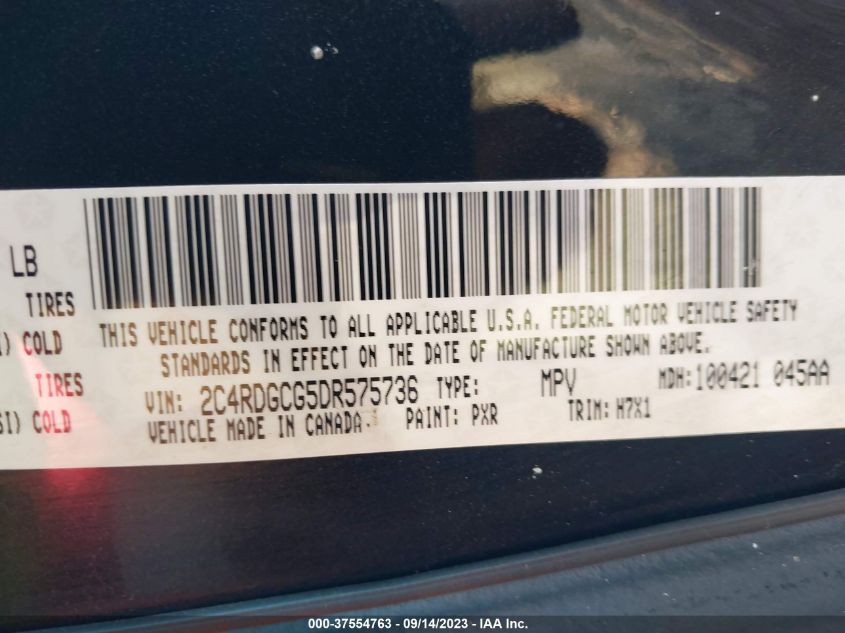 LB
TIRES
) COLD
TIRES
SI) COLD
THIS VEHICLE CONFORMS TO ALL APPLICABLE U.S.A. FEDERAL MOTOR VEHICLE SAFETY
STANDARDS IN EFFECT ON THE DATE OF MANUFACTURE SHOWN ABOVE.
VIN: 2C4RDGCG5DR575736 TYPE: MPV MDH:100421 045AA
VEHICLE MADE IN CANADA. PAINT: PXR TRIM: H7X1
000-37554763 - 09/14/2023 - IAA Inc.